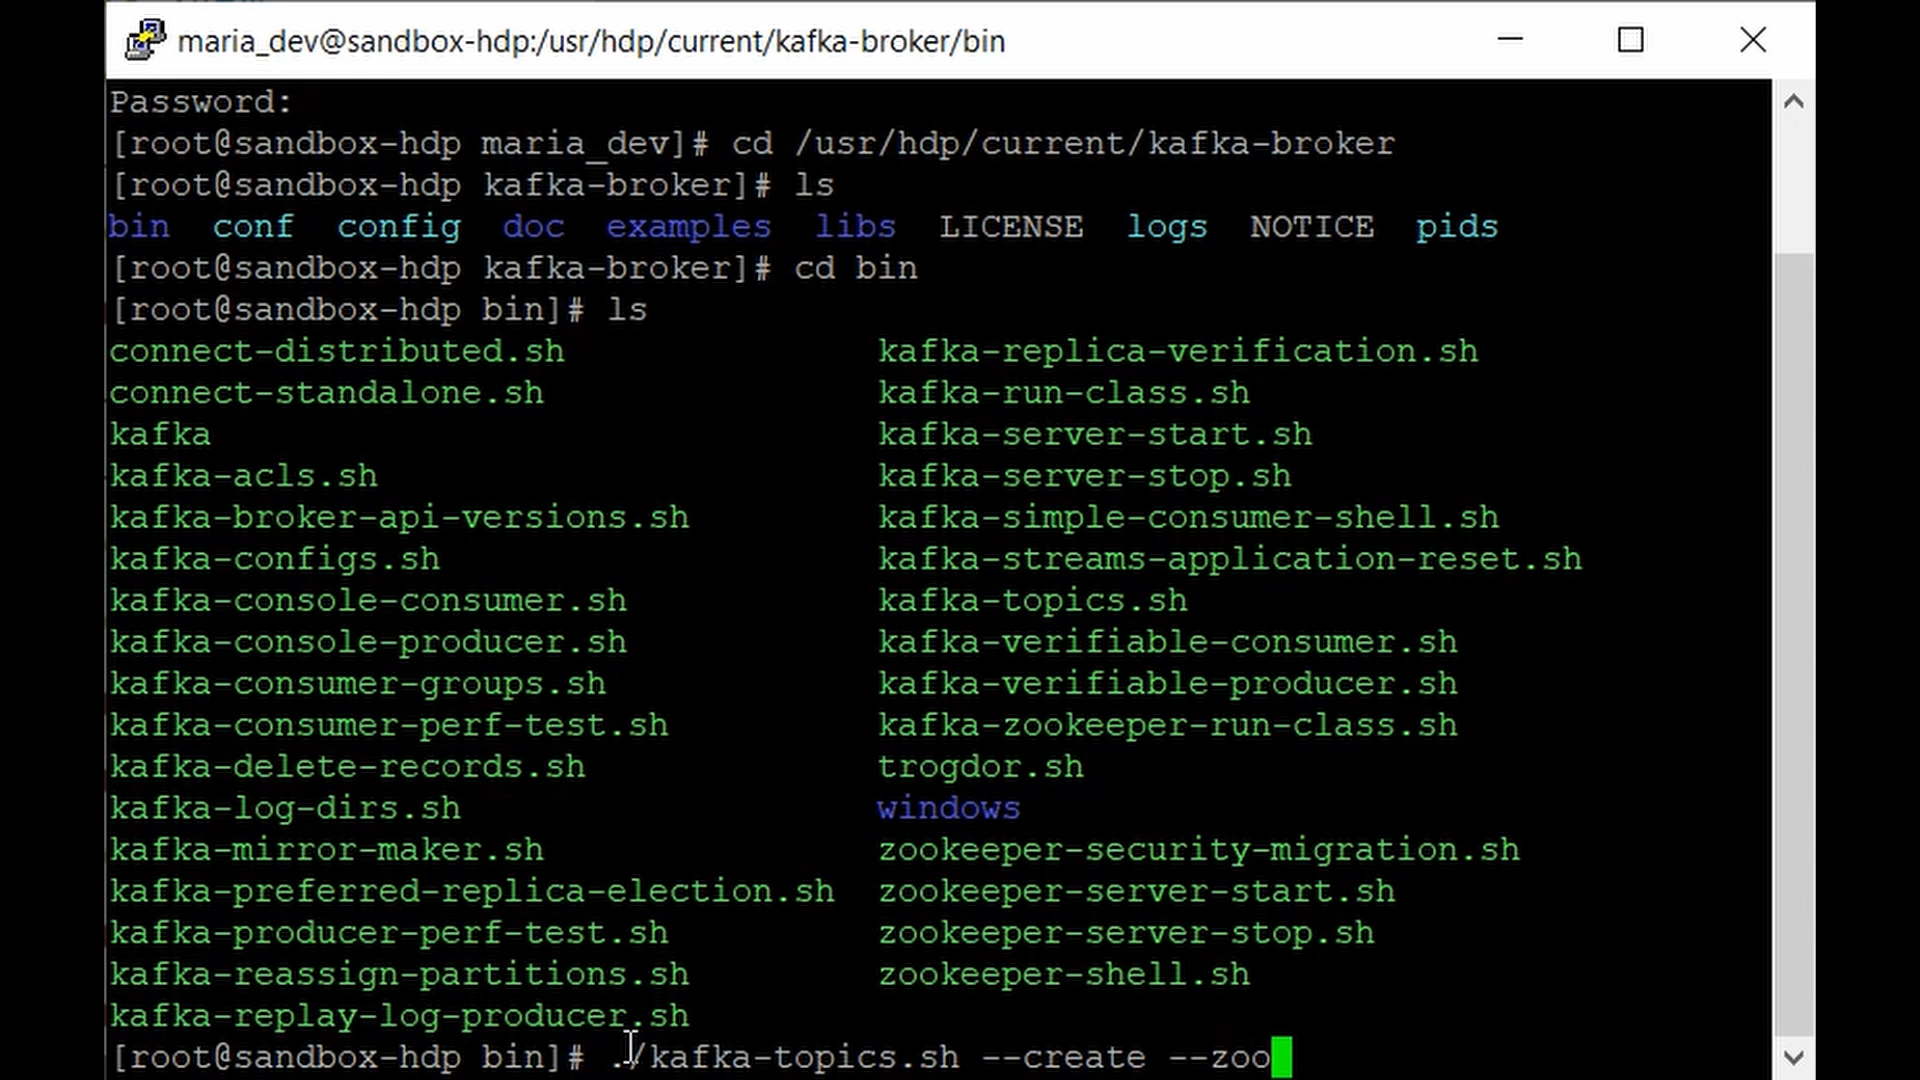 maria_dev@sandbox-hdp:/usr/hdp/current/kafka-broker/bin
Password:
[root@sandbox-hdp maria_dev]# cd /usr/hdp/current/kafka-broker
[root@sandbox-hdp kafka-broker]# ls
bin  conf  config  doc  examples  libs  LICENSE  logs  NOTICE  pids
[root@sandbox-hdp kafka-broker]# cd bin
[root@sandbox-hdp bin]# ls
connect-distributed.sh  kafka-replica-verification.sh
connect-standalone.sh  kafka-run-class.sh
kafka  kafka-server-start.sh
kafka-acls.sh  kafka-server-stop.sh
kafka-broker-api-versions.sh  kafka-simple-consumer-shell.sh
kafka-configs.sh  kafka-streams-application-reset.sh
kafka-console-consumer.sh  kafka-topics.sh
kafka-console-producer.sh  kafka-verifiable-consumer.sh
kafka-consumer-groups.sh  kafka-verifiable-producer.sh
kafka-consumer-perf-test.sh  kafka-zookeeper-run-class.sh
kafka-delete-records.sh  trogdor.sh
kafka-log-dirs.sh  windows
kafka-mirror-maker.sh  zookeeper-security-migration.sh
kafka-preferred-replica-election.sh  zookeeper-server-start.sh
kafka-producer-perf-test.sh  zookeeper-server-stop.sh
kafka-reassign-partitions.sh  zookeeper-shell.sh
kafka-replay-log-producer.sh
[root@sandbox-hdp bin]# ./kafka-topics.sh --create --zoo